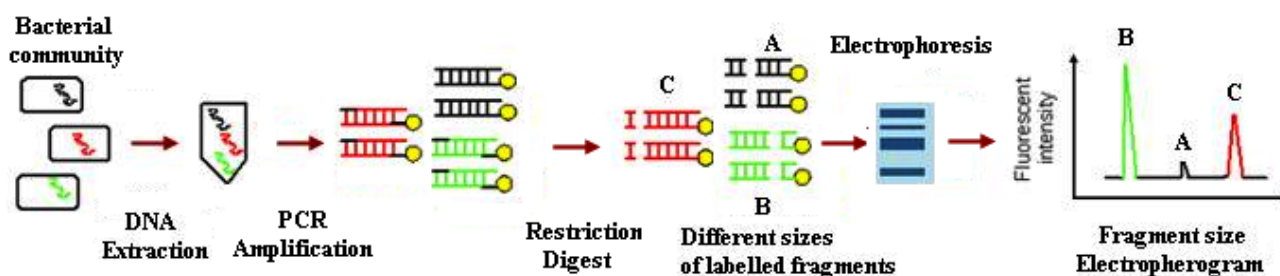 Bacterial
community
DNA
Extraction
PCR
Amplification
Restriction
Digest
C
A
B
Different sizes
of labelled fragments
Electrophoresis
Fluorescent
intensity
B
A
C
Fragment size
Electropherogram